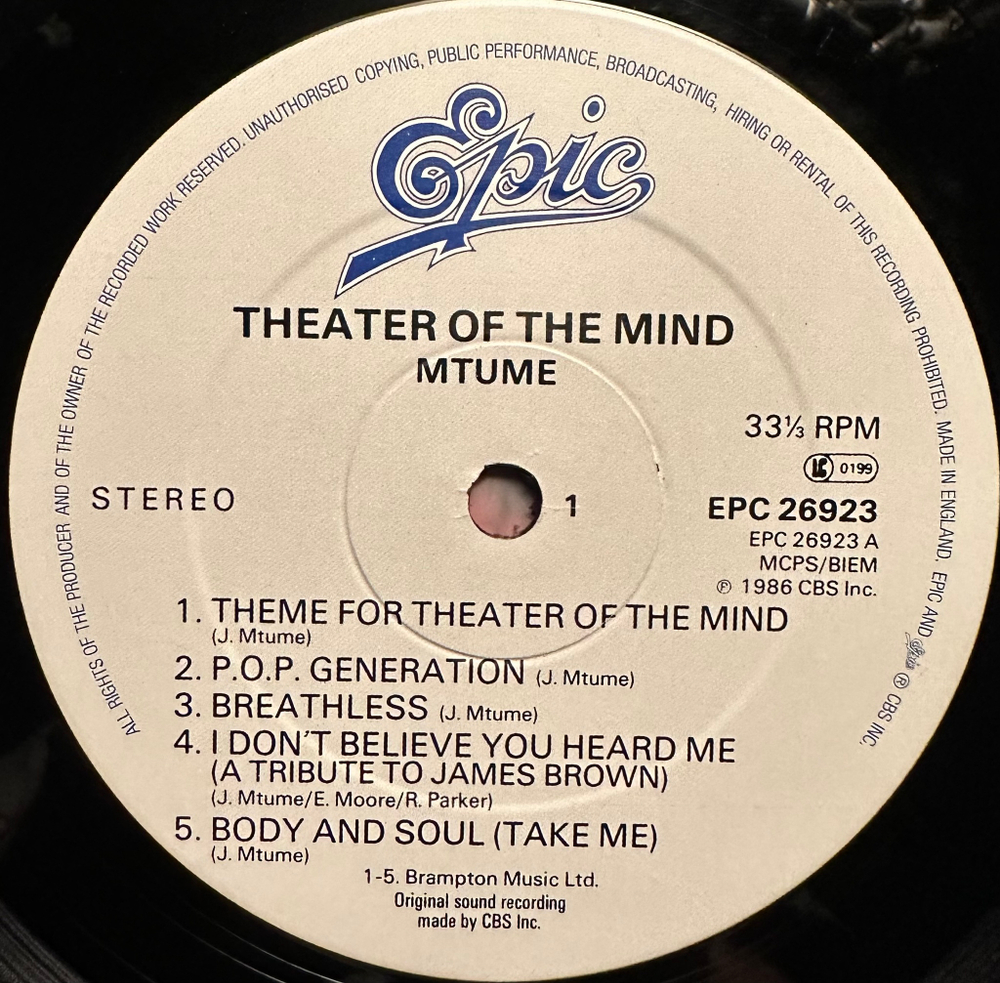 ALL RIGHTS OF THE PRODUCER AND OF THE OWNER OF THE RECORDED WORK RESERVED. UNAUTHORISED COPYING, PUBLIC PERFORMANCE, BROADCASTING, HIRING OR RENTAL OF THIS RECORDING PROHIBITED. MADE IN ENGLAND. EPIC AND Epic ® CBS INC.
Epic
THEATER OF THE MIND
MTUME
33⅓ RPM
LC 0199
STEREO
1
EPC 26923
EPC 26923 A
MCPS/BIEM
℗ 1986 CBS Inc.
1. THEME FOR THEATER OF THE MIND
(J. Mtume)
2. P.O.P. GENERATION (J. Mtume)
3. BREATHLESS (J. Mtume)
4. I DON'T BELIEVE YOU HEARD ME
(A TRIBUTE TO JAMES BROWN)
(J. Mtume/E. Moore/R. Parker)
5. BODY AND SOUL (TAKE ME)
(J. Mtume)
1-5. Brampton Music Ltd.
Original sound recording
made by CBS Inc.